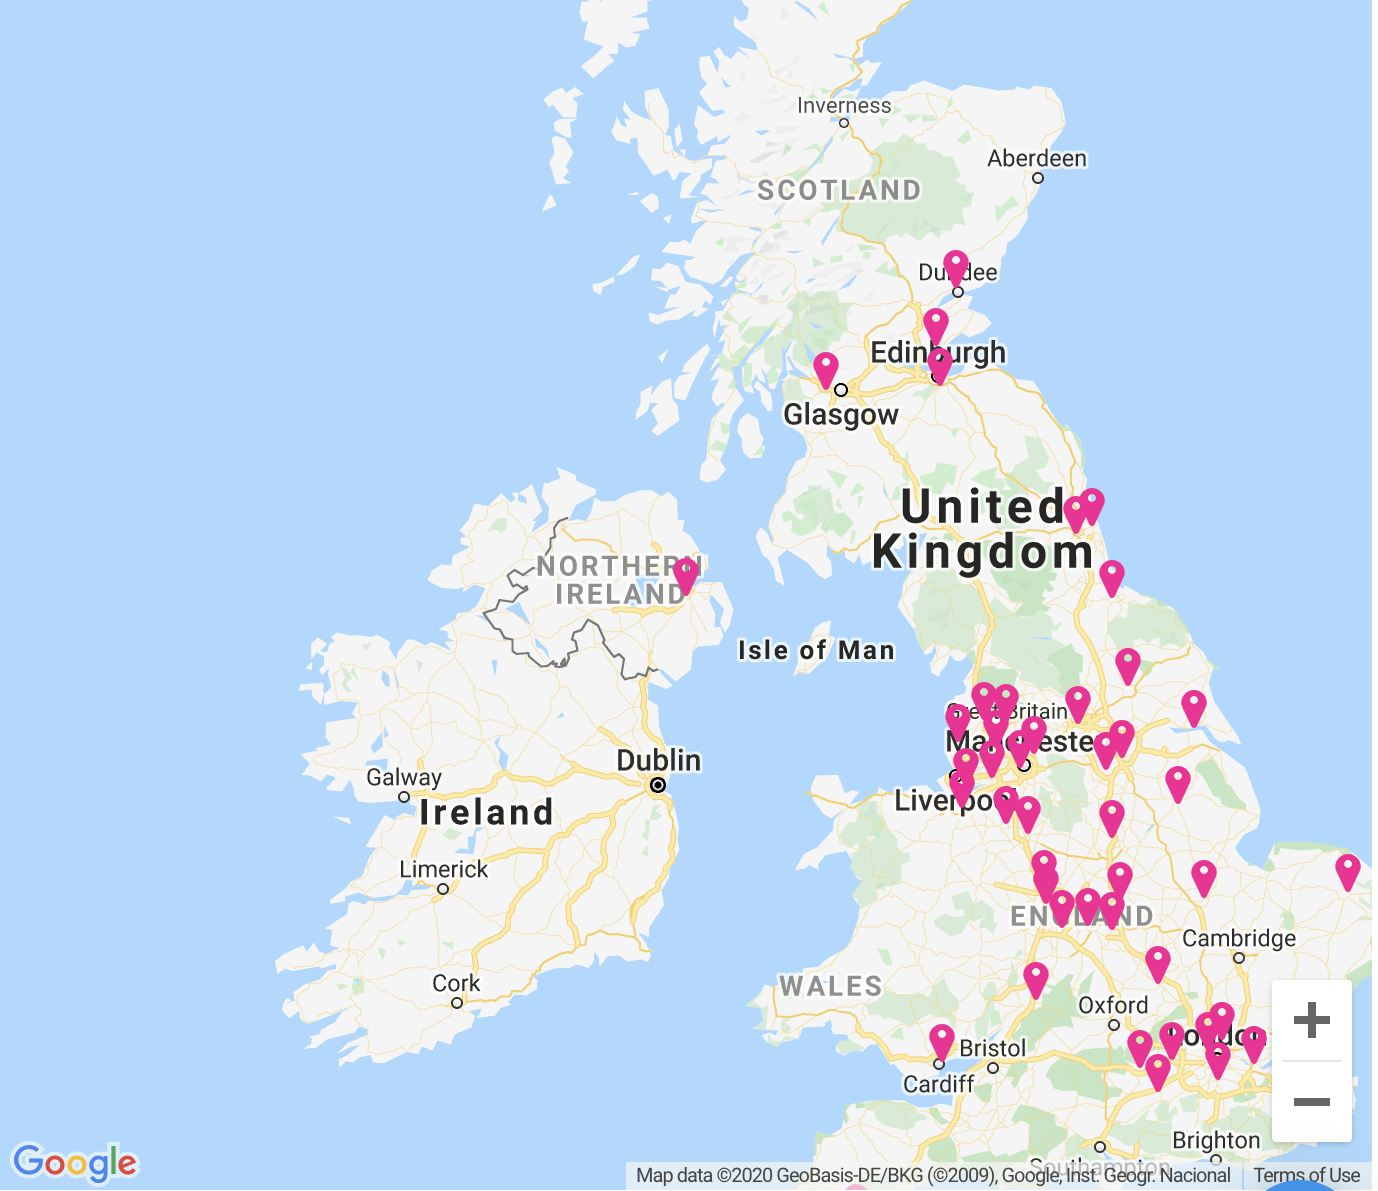 Inverness
Aberdeen
SCOTLAND
Dundee
Edinburgh
Glasgow
United
Kingdom
NORTHERN
IRELAND
Isle of Man
Great Britain
Manchester
Dublin
Galway
Liverpool
Ireland
Limerick
ENGLAND
Cambridge
Cork
WALES
Oxford
London
Bristol
Cardiff
Brighton
Southampton
Google
Map data ©2020 GeoBasis-DE/BKG (©2009), Google, Inst. Geogr. Nacional
Terms of Use